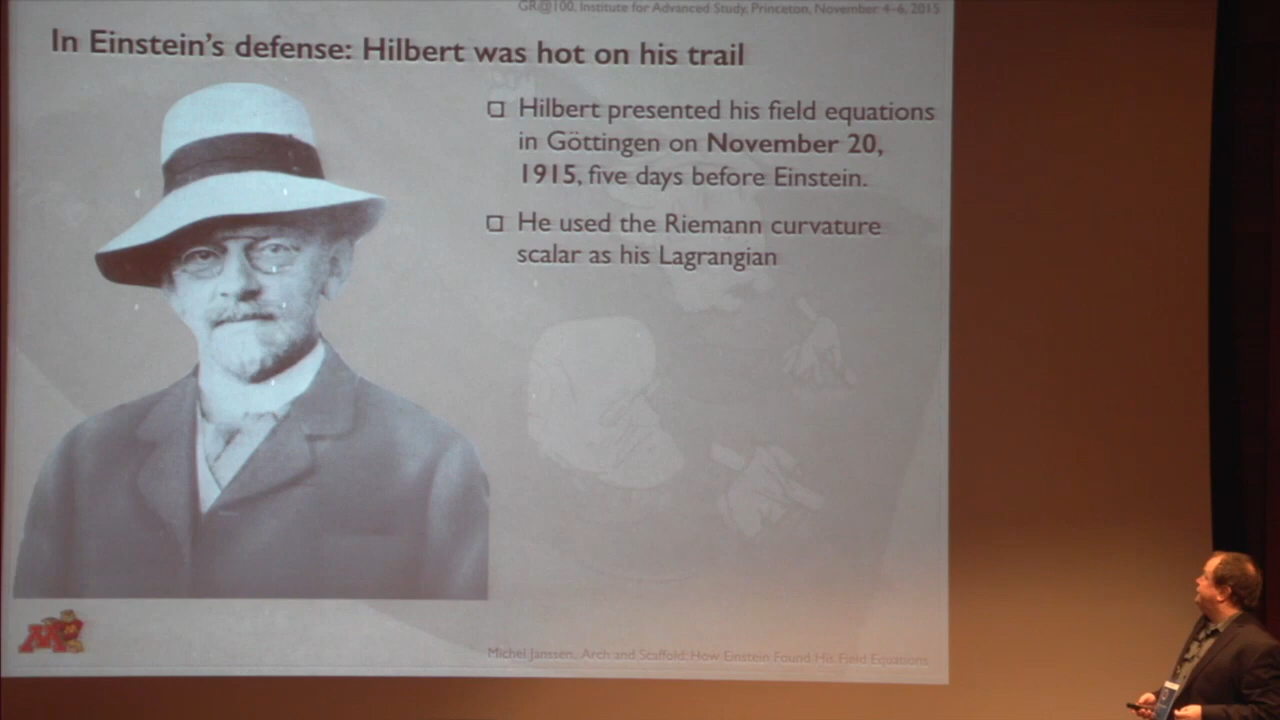 GR@100, Institute for Advanced Study, Princeton, November 4-6, 2015
In Einstein's defense: Hilbert was hot on his trail
Hilbert presented his field equations
in Göttingen on November 20,
1915, five days before Einstein.
He used the Riemann curvature
scalar as his Lagrangian
M
Michel Janssen, Arch and Scaffold: How Einstein Found His Field Equations